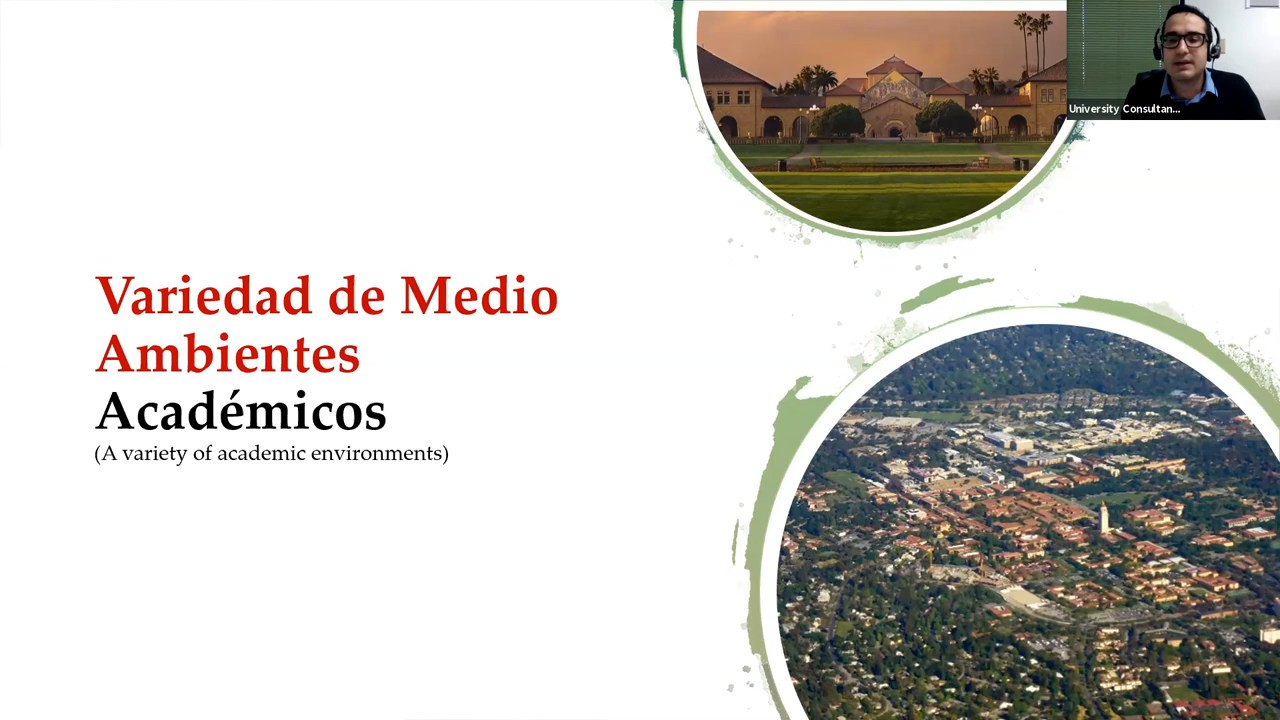 Variedad de Medio
Ambientes
Académicos
(A variety of academic environments)
University Consultan...